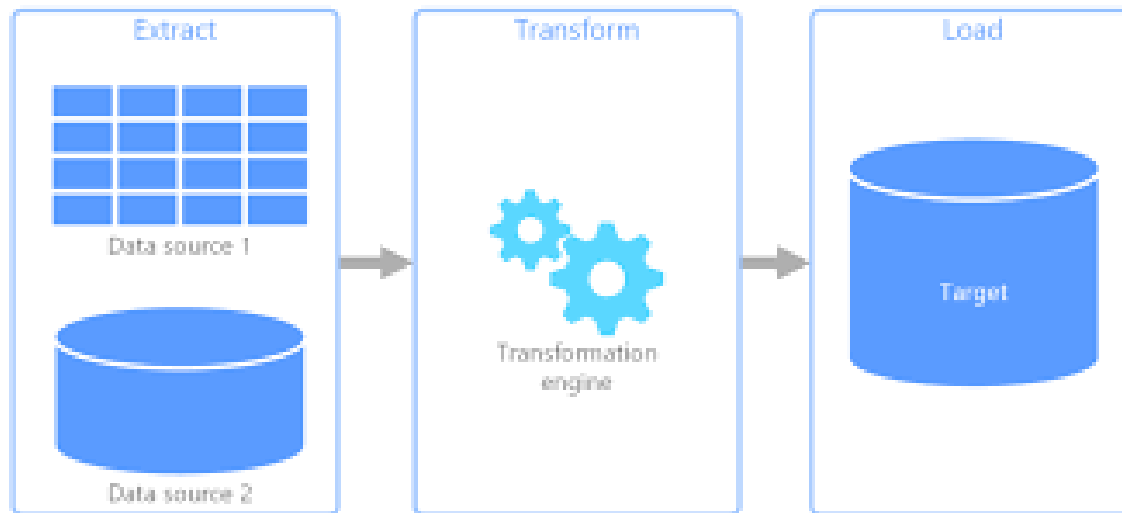 Extract
Data source 1
Data source 2
Transform
Transformation
engine
Load
Target